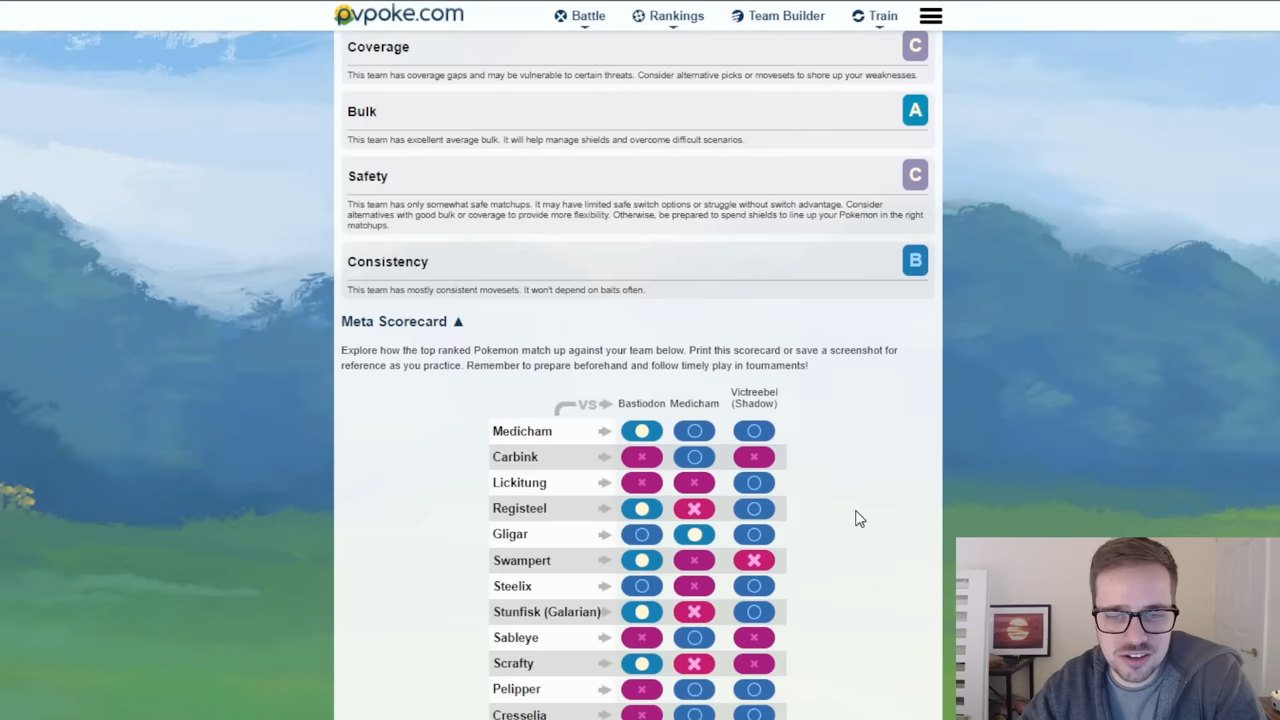 pvpoke.com
Battle
Rankings
Team Builder
Train
Coverage
C
This team has coverage gaps and may be vulnerable to certain threats. Consider alternative picks or movesets to shore up your weaknesses.
Bulk
A
This team has excellent average bulk. It will help manage shields and overcome difficult scenarios.
Safety
C
This team has only somewhat safe matchups. It may have limited safe switch options or struggle without switch advantage. Consider
alternatives with good bulk or coverage to provide more flexibility. Otherwise, be prepared to spend shields to line up your Pokemon in the right
matchups.
Consistency
B
This team has mostly consistent movesets. It won't depend on baits often.
Meta Scorecard ▲
Explore how the top ranked Pokemon match up against your team below. Print this scorecard or save a screenshot for
reference as you practice. Remember to prepare beforehand and follow timely play in tournaments!
VS
Bastiodon
Medicham
Victreebel
(Shadow)
Medicham
Carbink
Lickitung
Registeel
Gligar
Swampert
Steelix
Stunfisk (Galarian)
Sableye
Scrafty
Pelipper
Cresselia